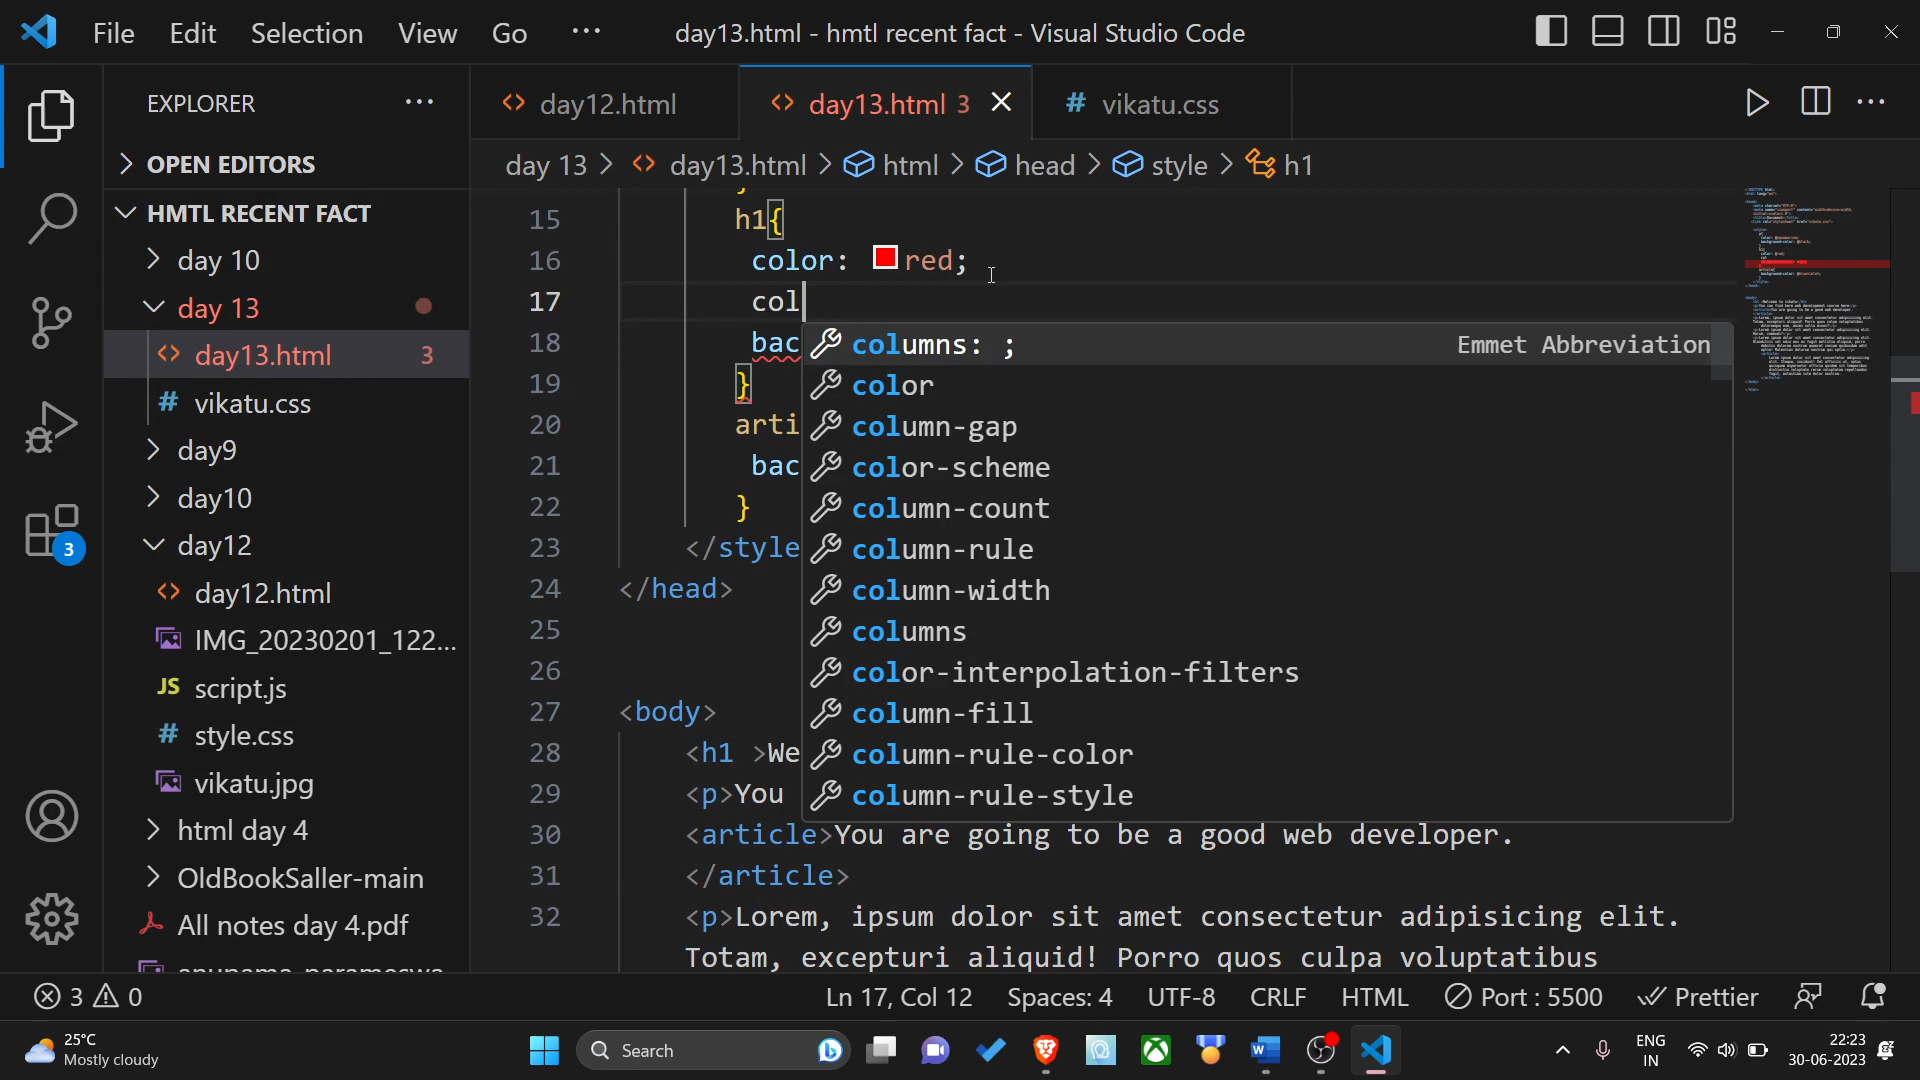 File Edit Selection View Go ··· day13.html - hmtl recent fact - Visual Studio Code
EXPLORER ···
OPEN EDITORS
HMTL RECENT FACT
day 10
day 13
day13.html 3
# vikatu.css
day9
day10
day12
day12.html
IMG_20230201_122...
JS script.js
# style.css
vikatu.jpg
html day 4
OldBookSaller-main
All notes day 4.pdf
3
day12.html
day13.html 3
# vikatu.css
day 13 > day13.html > html > head > style > h1
15 h1{
16 color: red;
17 col
18 bac
19 }
20 arti
21 bac
22 }
23 </style
24 </head>
25
26
27 <body>
28 <h1 >We
29 <p>You
30 <article>You are going to be a good web developer.
31 </article>
32 <p>Lorem, ipsum dolor sit amet consectetur adipisicing elit.
Totam, excepturi aliquid! Porro quos culpa voluptatibus
columns: ; Emmet Abbreviation
color
column-gap
color-scheme
column-count
column-rule
column-width
columns
color-interpolation-filters
column-fill
column-rule-color
column-rule-style
3 0 Ln 17, Col 12 Spaces: 4 UTF-8 CRLF HTML Port : 5500 Prettier
25°C
Mostly cloudy
Search
ENG
IN
22:23
30-06-2023